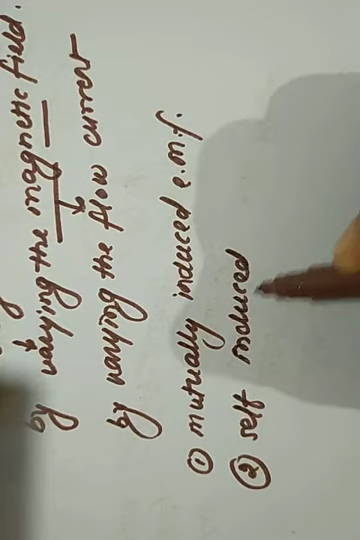 by varying the magnetic field.
by varying the flow current
① mutually induced e.m.f.
② self induced